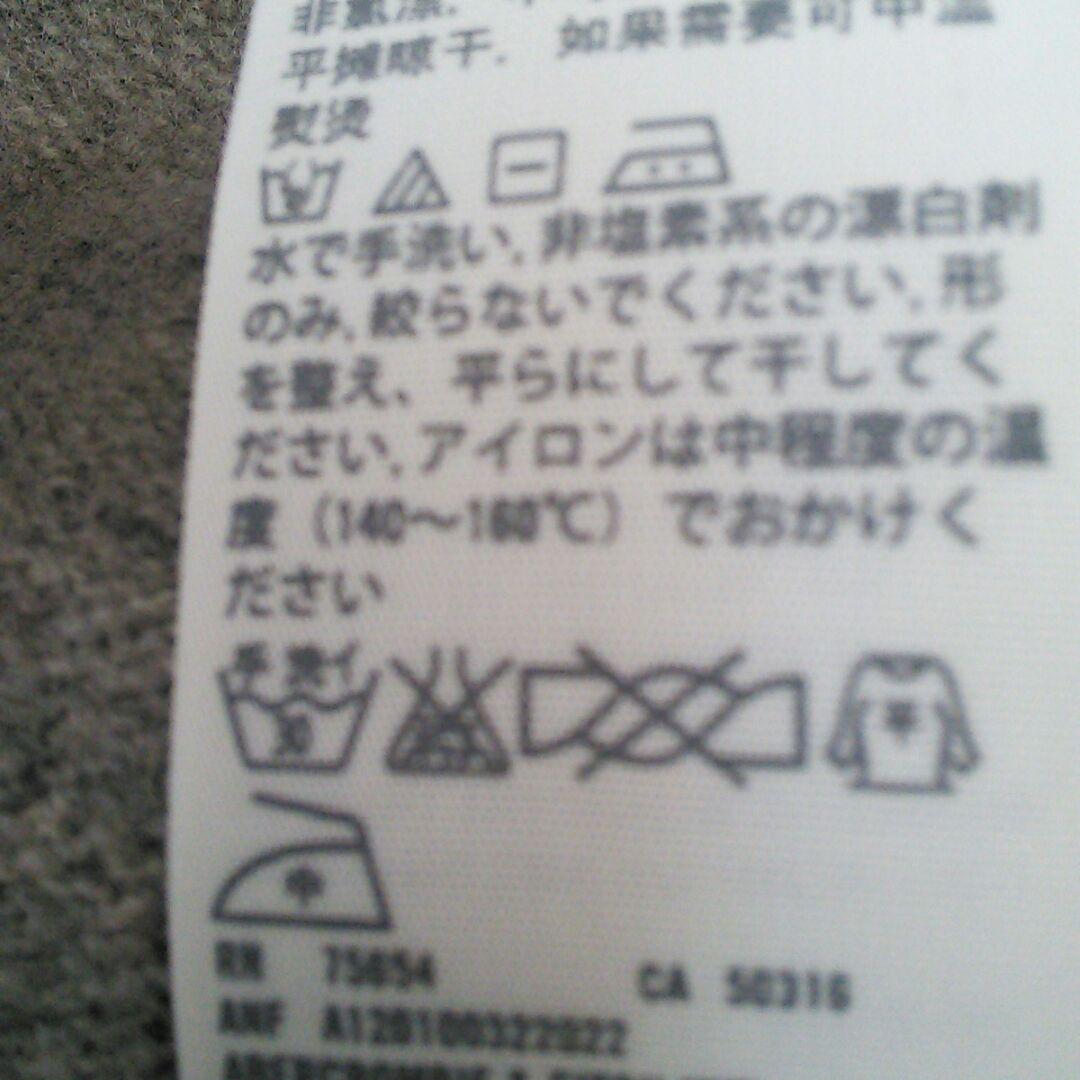 平摊晾干. 如果需要可中温
熨烫
水で手洗い.非塩素系の漂白剤
のみ.絞らないでください.形
を整え、平らにして干してく
ださい.アイロンは中程度の温
度（140～160℃）でおかけく
ださい
手洗イ
30
平
中
RN 75654 CA 50316
ANF A120100322022